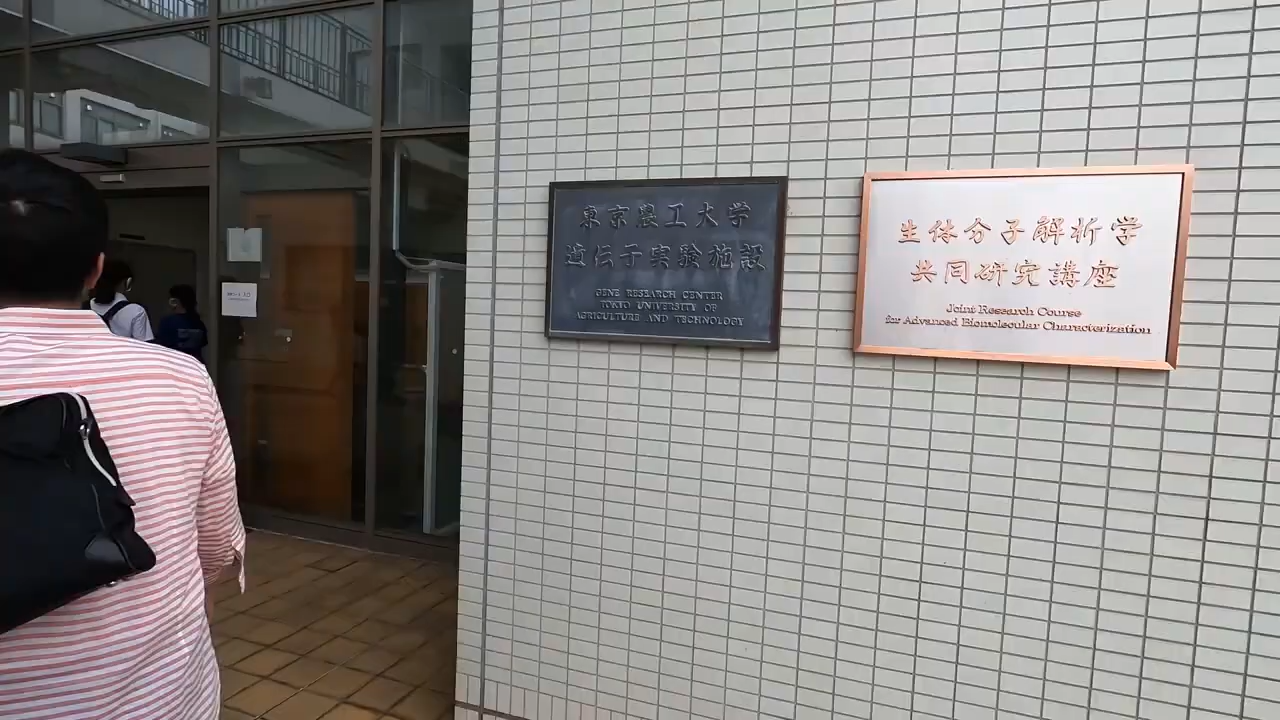 東京農工大学
遺伝子実験施設
GENE RESEARCH CENTER
TOKYO UNIVERSITY OF
AGRICULTURE AND TECHNOLOGY
生体分子解析学
共同研究講座
Joint Research Course
for Advanced Biomolecular Characterization